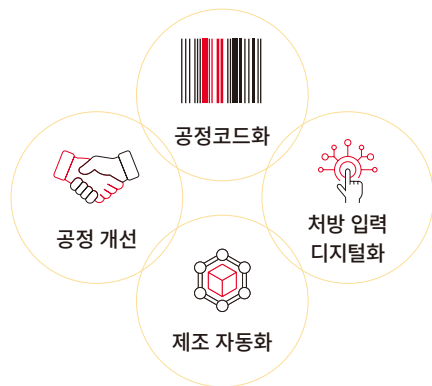 공정코드화
공정 개선
처방 입력
디지털화
제조 자동화